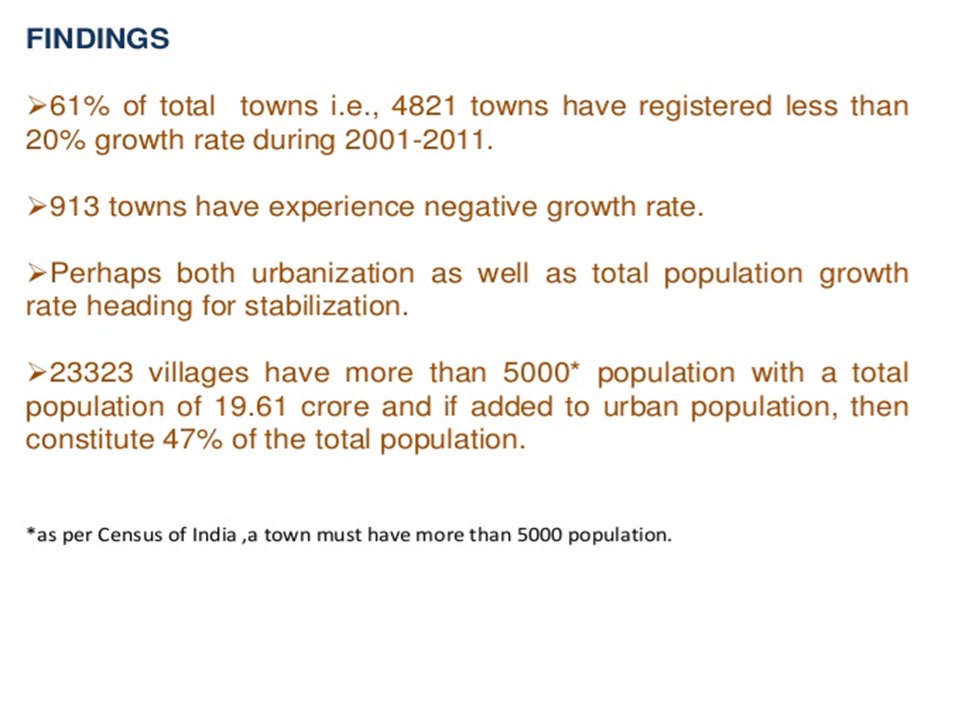 FINDINGS
➢61% of total towns i.e., 4821 towns have registered less than
20% growth rate during 2001-2011.
➢913 towns have experience negative growth rate.
➢Perhaps both urbanization as well as total population growth
rate heading for stabilization.
➢23323 villages have more than 5000* population with a total
population of 19.61 crore and if added to urban population, then
constitute 47% of the total population.
*as per Census of India ,a town must have more than 5000 population.